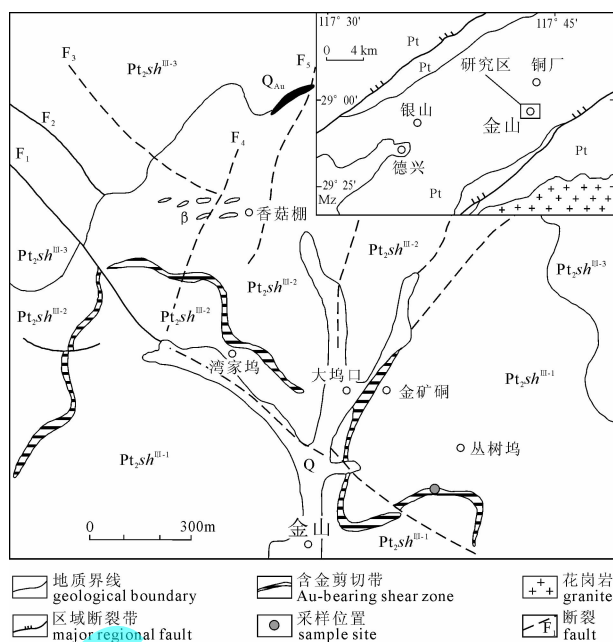 117° 30′
117° 45′
F₃
Pt₂shᴵᴵᴵ⁻³
F₅
Q_Au
0 4 km
Pt
研究区
铜厂
F₂
29° 00′
银山
金山
F₁
F₄
德兴
Pt
29° 25′
Mz
Pt
β
香菇棚
Pt₂shᴵᴵᴵ⁻³
Pt₂shᴵᴵᴵ⁻²
Pt₂shᴵᴵᴵ⁻³
Pt₂shᴵᴵᴵ⁻²
Pt₂shᴵᴵᴵ⁻²
Pt₂shᴵᴵᴵ⁻²
湾家坞
大坞口
金矿硐
Pt₂shᴵᴵᴵ⁻¹
丛树坞
Pt₂shᴵᴵᴵ⁻¹
Q
0 300m
金山
Pt₂shᴵᴵᴵ⁻¹
地质界线
geological boundary
含金剪切带
Au-bearing shear zone
花岗岩
granite
区域断裂带
major regional fault
采样位置
sample site
F₁
断裂
fault